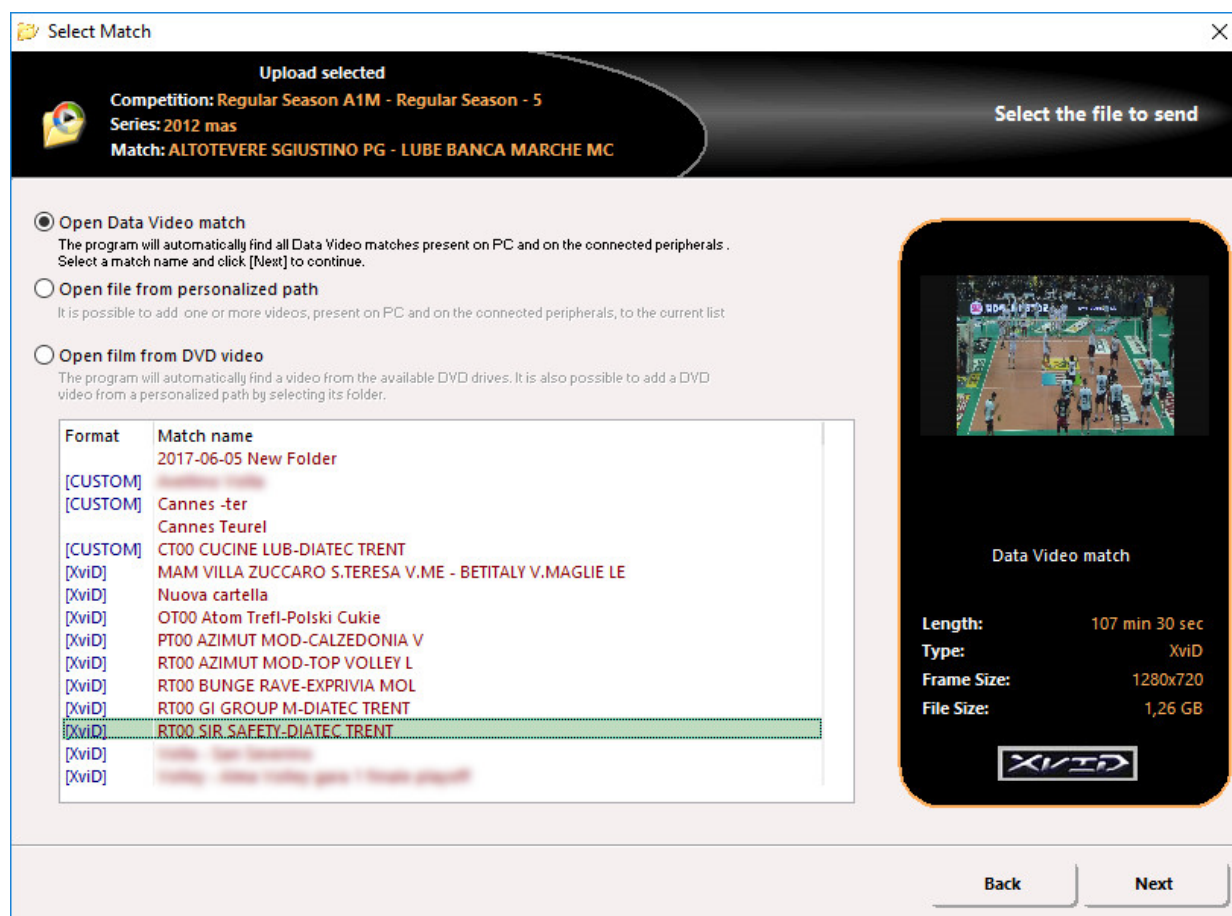 Select Match
Upload selected
Competition: Regular Season A1M - Regular Season - 5
Series: 2012 mas
Match: ALTOTEVERE SGIUSTINO PG - LUBE BANCA MARCHE MC
Select the file to send
Open Data Video match
The program will automatically find all Data Video matches present on PC and on the connected peripherals .
Select a match name and click [Next] to continue.
Open file from personalized path
It is possible to add one or more videos, present on PC and on the connected peripherals, to the current list
Open film from DVD video
The program will automatically find a video from the available DVD drives. It is also possible to add a DVD
video from a personalized path by selecting its folder.
Format Match name
2017-06-05 New Folder
[CUSTOM]
[CUSTOM] Cannes -ter
Cannes Teurel
[CUSTOM] CT00 CUCINE LUB-DIATEC TRENT
[XviD] MAM VILLA ZUCCARO S.TERESA V.ME - BETITALY V.MAGLIE LE
[XviD] Nuova cartella
[XviD] OT00 Atom Trefl-Polski Cukie
[XviD] PT00 AZIMUT MOD-CALZEDONIA V
[XviD] RT00 AZIMUT MOD-TOP VOLLEY L
[XviD] RT00 BUNGE RAVE-EXPRIVIA MOL
[XviD] RT00 GI GROUP M-DIATEC TRENT
[XviD] RT00 SIR SAFETY-DIATEC TRENT
[XviD]
[XviD]
Data Video match
Length: 107 min 30 sec
Type: XviD
Frame Size: 1280x720
File Size: 1,26 GB
XVID
Back Next